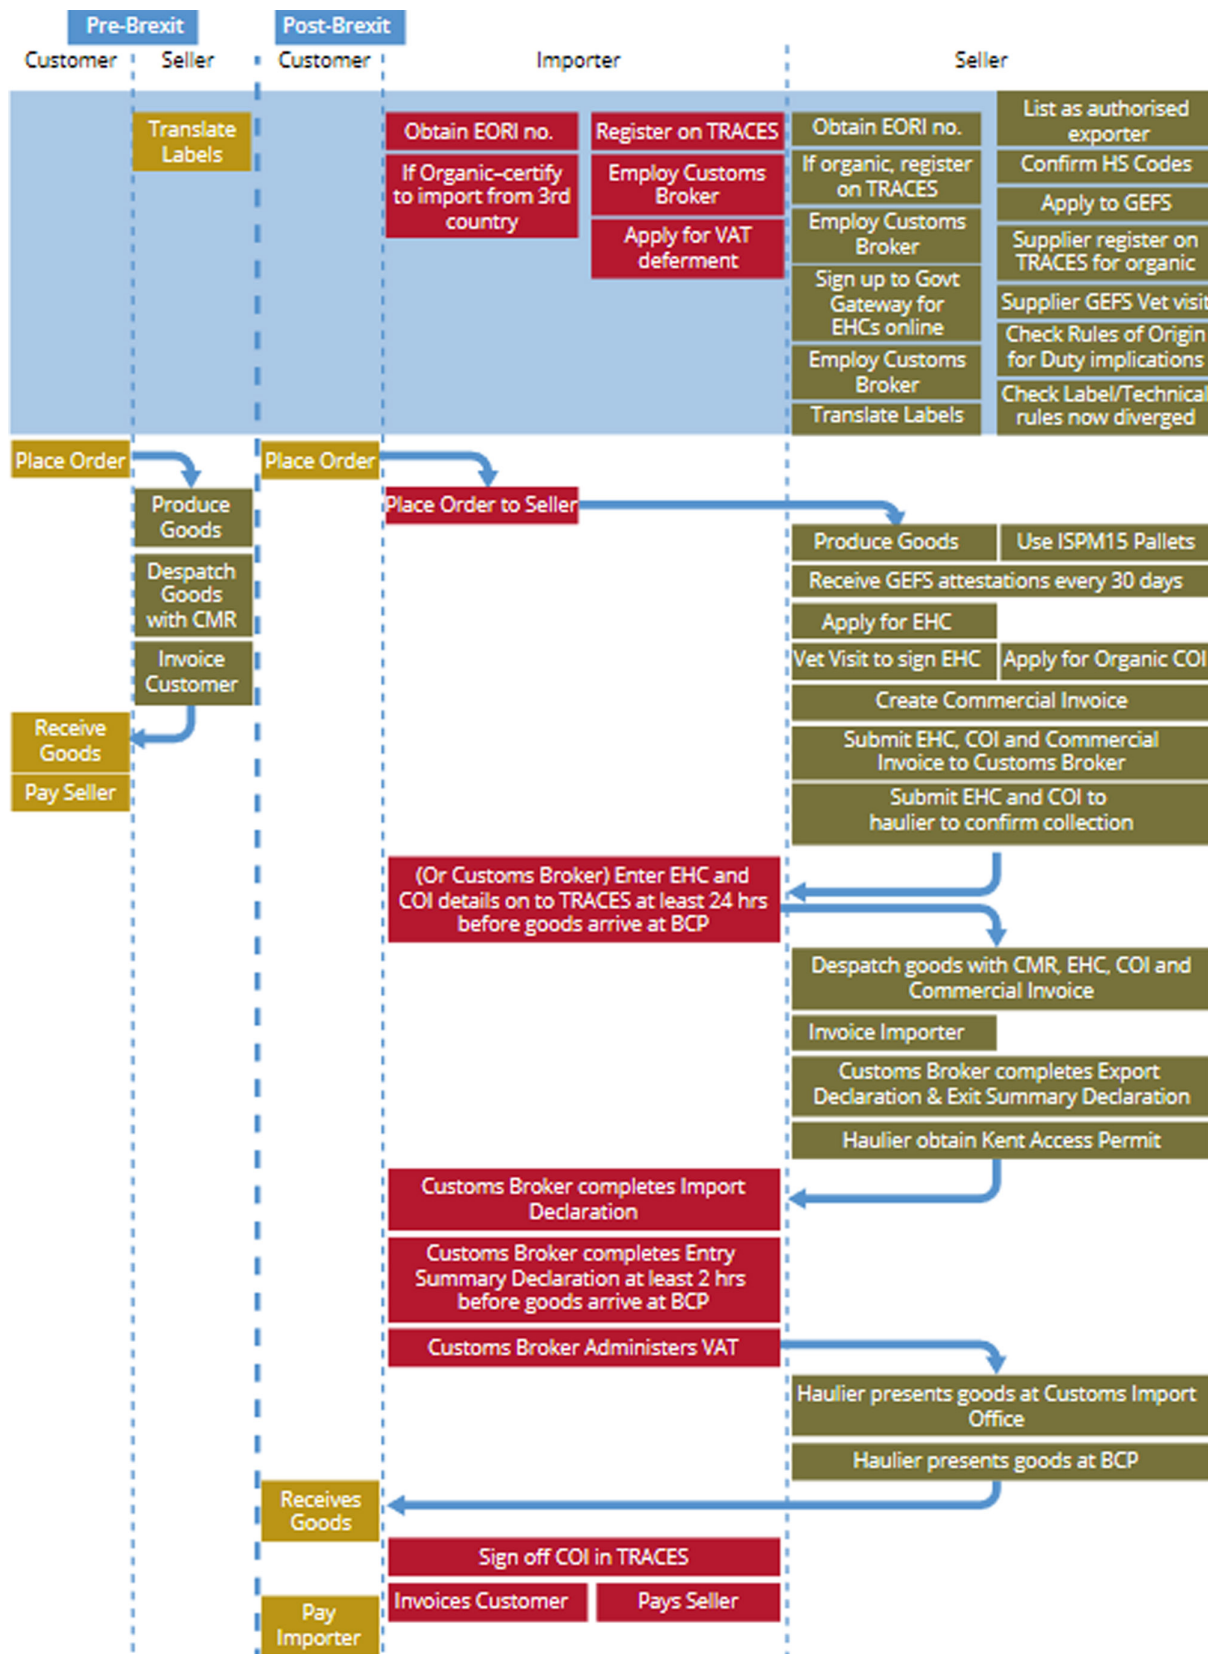 Pre-Brexit
Post-Brexit
Customer
Seller
Customer
Importer
Seller
Translate
Labels
Obtain EORI no.
If Organic–certify
to import from 3rd
country
Register on TRACES
Employ Customs
Broker
Apply for VAT
deferment
Obtain EORI no.
If organic, register
on TRACES
Employ Customs
Broker
Sign up to Govt
Gateway for
EHCs online
Employ Customs
Broker
Translate Labels
List as authorised
exporter
Confirm HS Codes
Apply to GEFS
Supplier register on
TRACES for organic
Supplier GEFS Vet visit
Check Rules of Origin
for Duty implications
Check Label/Technical
rules now diverged
Place Order
Produce
Goods
Despatch
Goods
with CMR
Invoice
Customer
Receive
Goods
Pay Seller
Place Order
Place Order to Seller
Produce Goods
Use ISPM15 Pallets
Receive GEFS attestations every 30 days
Apply for EHC
Vet Visit to sign EHC
Apply for Organic COI
Create Commercial Invoice
Submit EHC, COI and Commercial
Invoice to Customs Broker
Submit EHC and COI to
haulier to confirm collection
(Or Customs Broker) Enter EHC and
COI details on to TRACES at least 24 hrs
before goods arrive at BCP
Despatch goods with CMR, EHC, COI and
Commercial Invoice
Invoice Importer
Customs Broker completes Export
Declaration & Exit Summary Declaration
Haulier obtain Kent Access Permit
Customs Broker completes Import
Declaration
Customs Broker completes Entry
Summary Declaration at least 2 hrs
before goods arrive at BCP
Customs Broker Administers VAT
Haulier presents goods at Customs Import
Office
Haulier presents goods at BCP
Receives
Goods
Sign off COI in TRACES
Invoices Customer
Pays Seller
Pay
Importer